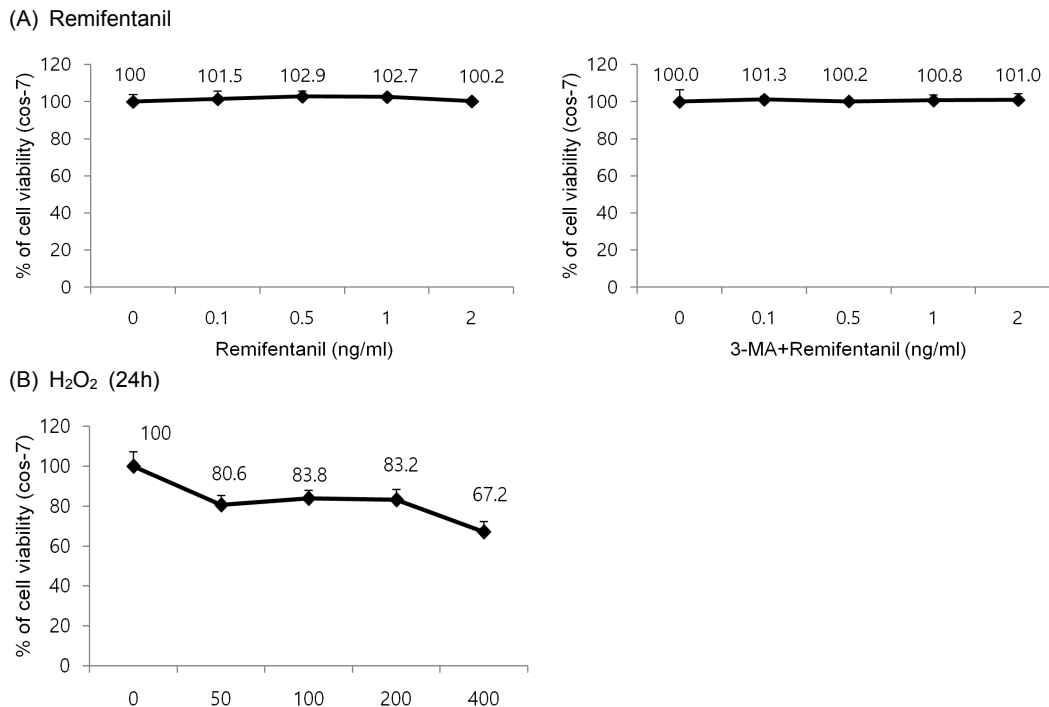 (A) Remifentanil
% of cell viability (cos-7)
120
100
80
60
40
20
0
100 101.5 102.9 102.7 100.2
0 0.1 0.5 1 2
Remifentanil (ng/ml)
% of cell viability (cos-7)
120
100
80
60
40
20
0
100.0 101.3 100.2 100.8 101.0
0 0.1 0.5 1 2
3-MA+Remifentanil (ng/ml)
(B) H₂O₂ (24h)
% of cell viability (cos-7)
120
100
80
60
40
20
0
100 80.6 83.8 83.2 67.2
0 50 100 200 400